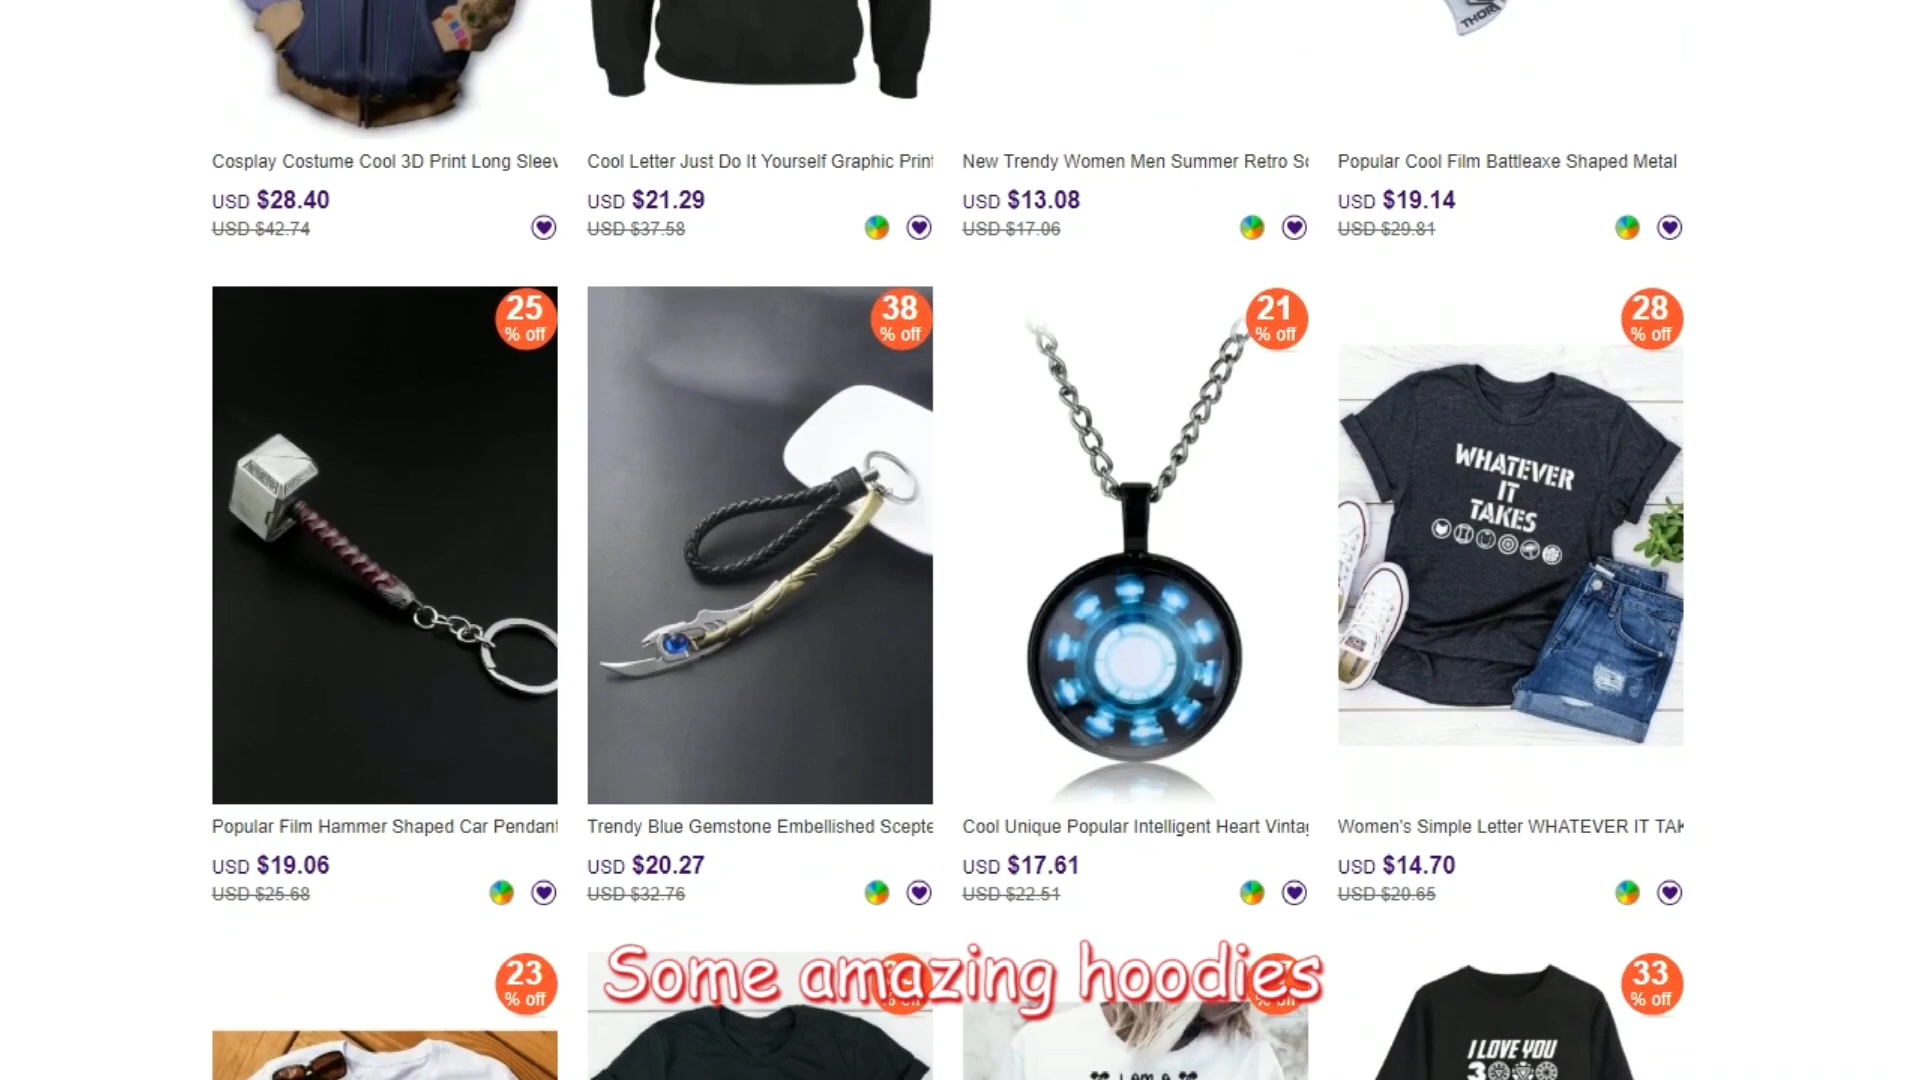 THOR
Cosplay Costume Cool 3D Print Long Sleev
Cool Letter Just Do It Yourself Graphic Print
New Trendy Women Men Summer Retro
Popular Cool Film Battleaxe Shaped Metal
USD $28.40
USD $42.74
USD $21.29
USD $37.58
USD $13.08
USD $17.06
USD $19.14
USD $29.81
25
% off
38
% off
21
% off
28
% off
WHATEVER
IT
TAKES
Popular Film Hammer Shaped Car Pendant
Trendy Blue Gemstone Embellished Scepte
Cool Unique Popular Intelligent Heart Vintag
Women's Simple Letter WHATEVER IT TAK
USD $19.06
USD $25.68
USD $20.27
USD $32.76
USD $17.61
USD $22.51
USD $14.70
USD $20.65
Some amazing hoodies
23
% off
% off
% off
33
% off
I am a
I LOVE YOU
3